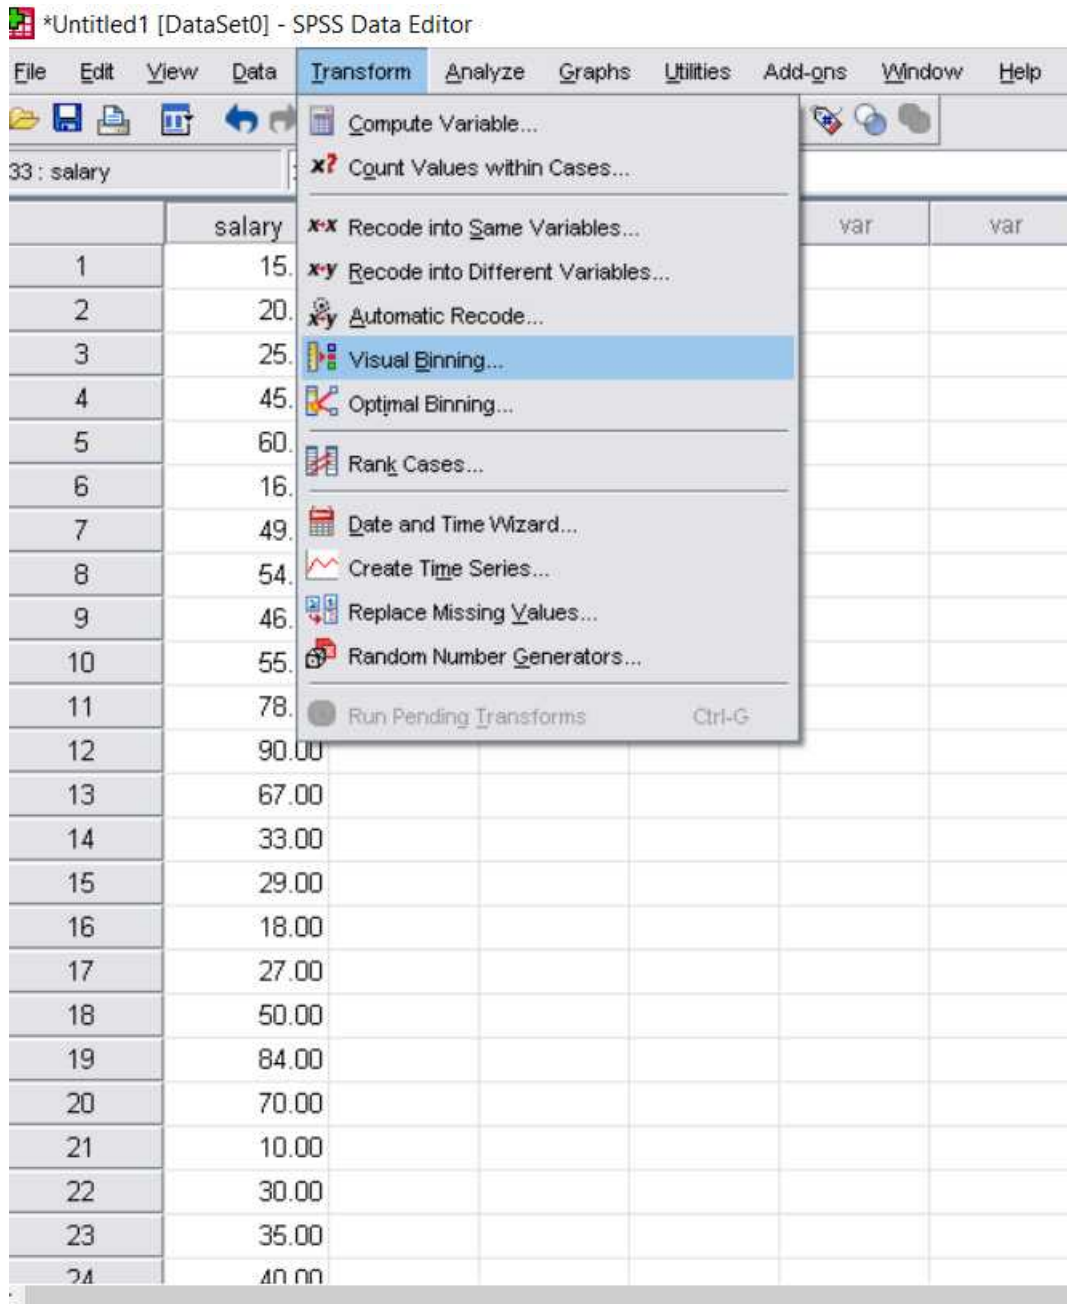 *Untitled1 [DataSet0] - SPSS Data Editor
File Edit View Data Transform Analyze Graphs Utilities Add-ons Window Help
33 : salary
salary var var
Compute Variable...
Count Values within Cases...
Recode into Same Variables...
Recode into Different Variables...
Automatic Recode...
Visual Binning...
Optimal Binning...
Rank Cases...
Date and Time Wizard...
Create Time Series...
Replace Missing Values...
Random Number Generators...
Run Pending Transforms Ctrl-G
1 15.
2 20.
3 25.
4 45.
5 60.
6 16.
7 49.
8 54.
9 46.
10 55.
11 78.
12 90.00
13 67.00
14 33.00
15 29.00
16 18.00
17 27.00
18 50.00
19 84.00
20 70.00
21 10.00
22 30.00
23 35.00
24 40.00